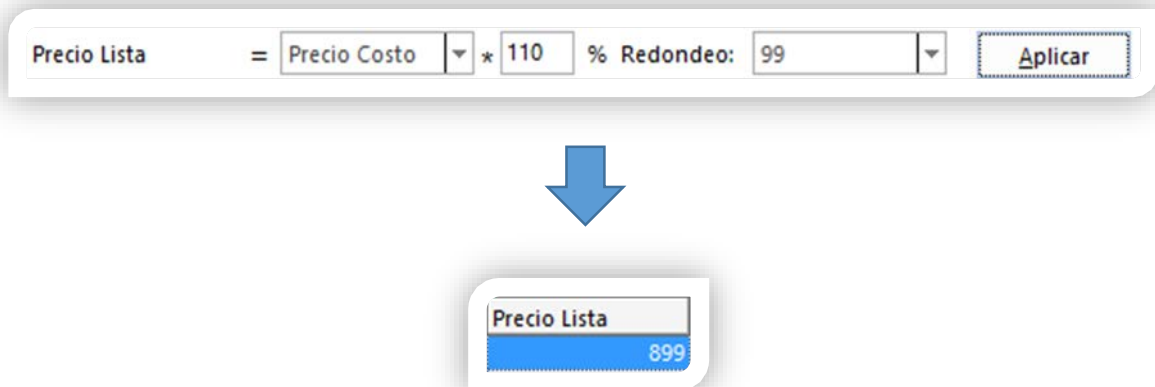 Precio Lista = Precio Costo * 110 % Redondeo: 99 Aplicar
Precio Lista
899